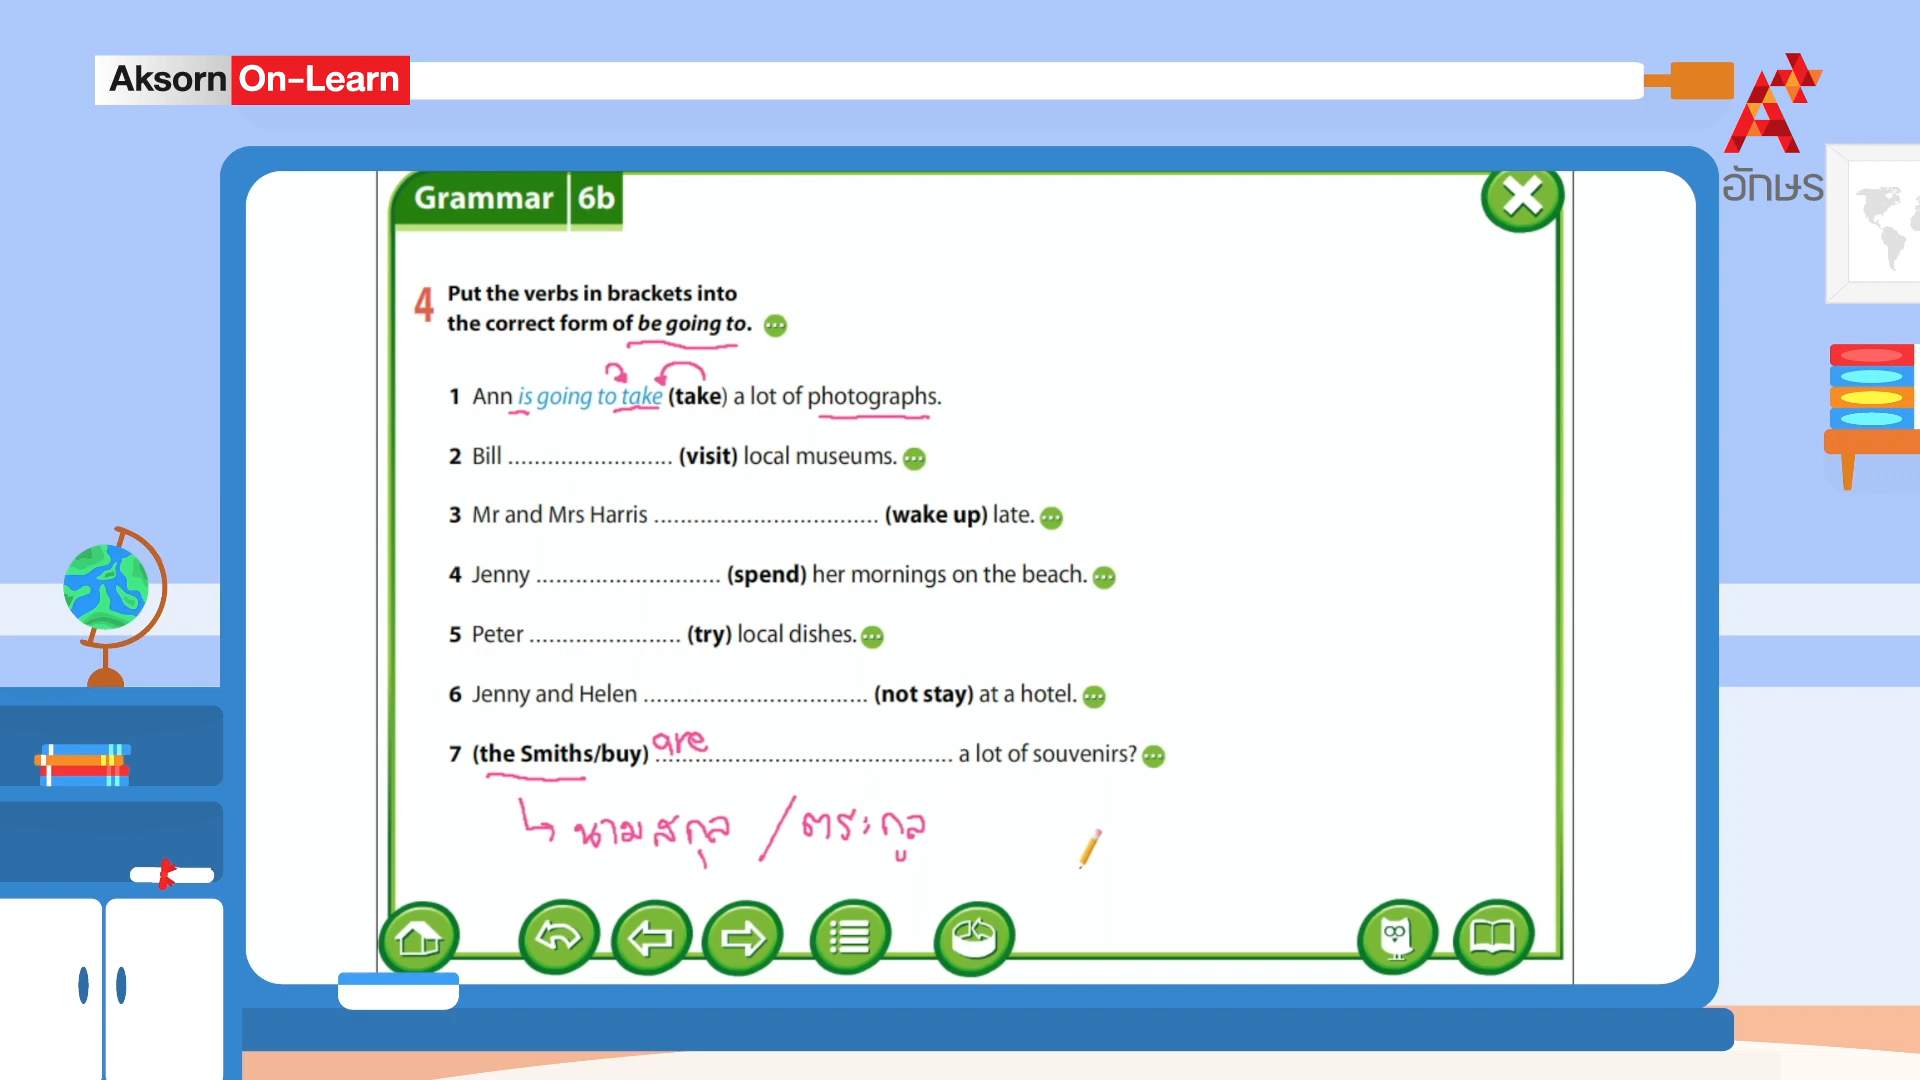 Aksorn On-Learn
อักษร
Grammar 6b
4 Put the verbs in brackets into
the correct form of be going to.
1 Ann is going to take (take) a lot of photographs.
2 Bill ......................... (visit) local museums.
3 Mr and Mrs Harris .................................. (wake up) late.
4 Jenny ............................ (spend) her mornings on the beach.
5 Peter ....................... (try) local dishes.
6 Jenny and Helen .................................. (not stay) at a hotel.
are
7 (the Smiths/buy) ............................................. a lot of souvenirs?
นามสกุล / ตระกูล